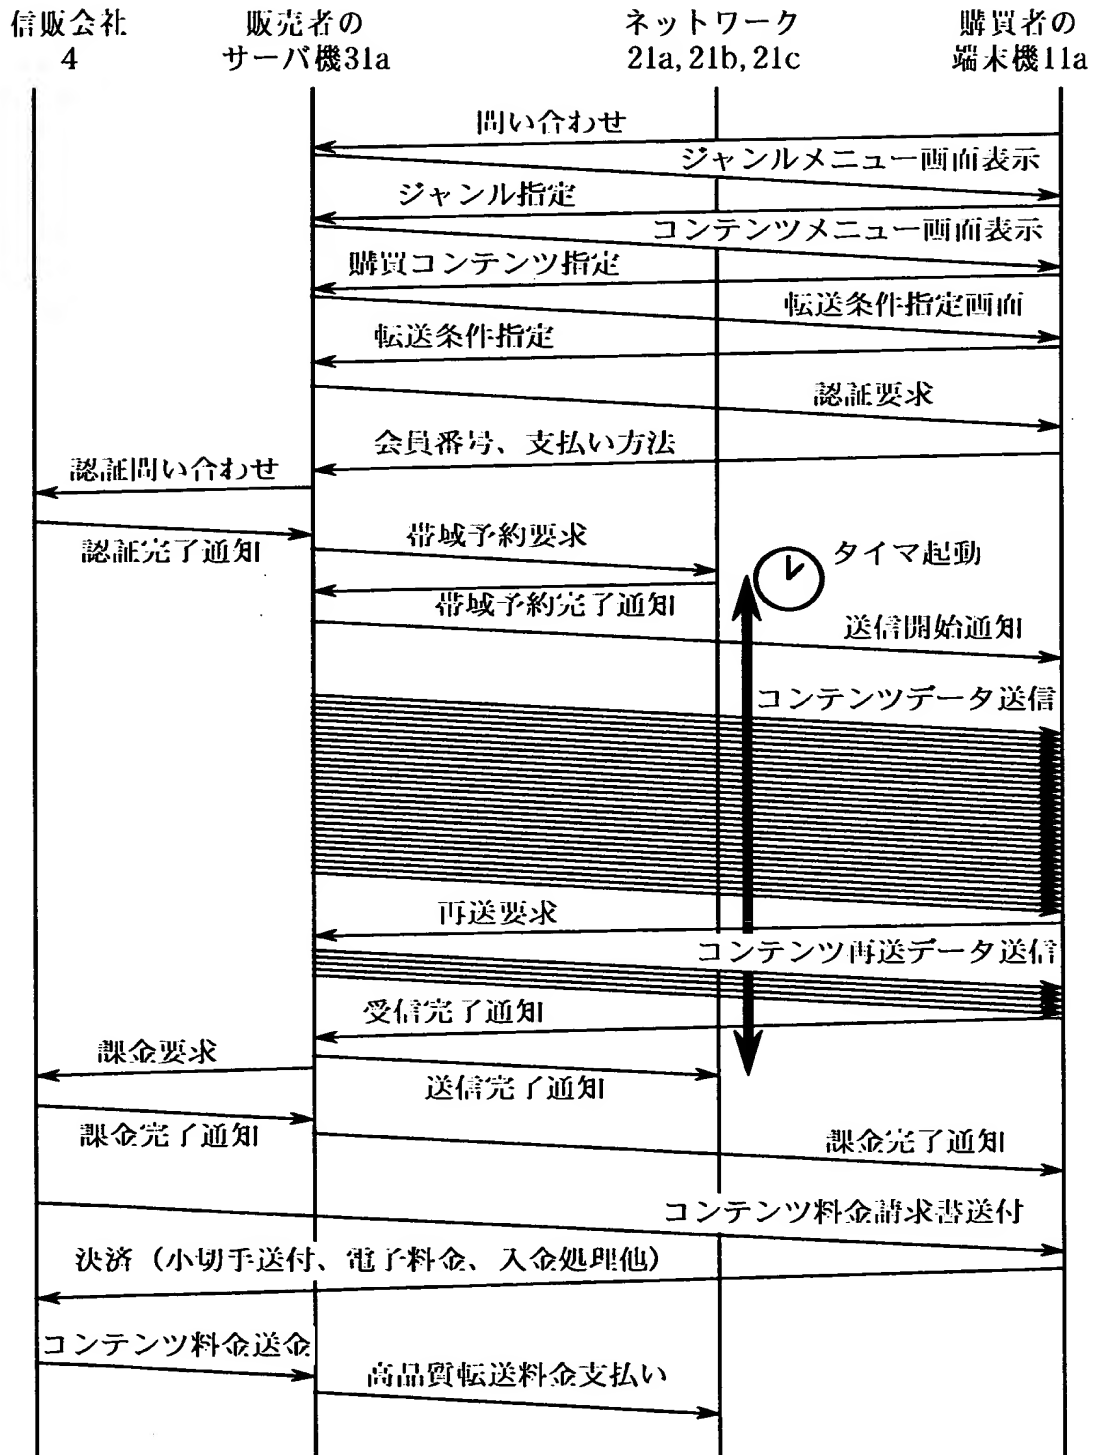 信販会社
4
販売者の
サーバ機31a
ネットワーク
21a,21b,21c
購買者の
端末機11a
問い合わせ
ジャンルメニュー画面表示
ジャンル指定
コンテンツメニュー画面表示
購買コンテンツ指定
転送条件指定画面
転送条件指定
認証要求
会員番号、支払い方法
認証問い合わせ
認証完了通知
帯域予約要求
タイマ起動
帯域予約完了通知
送信開始通知
コンテンツデータ送信
再送要求
コンテンツ再送データ送信
受信完了通知
課金要求
送信完了通知
課金完了通知
課金完了通知
コンテンツ料金請求書送付
決済（小切手送付、電子料金、入金処理他）
コンテンツ料金送金
高品質転送料金支払い